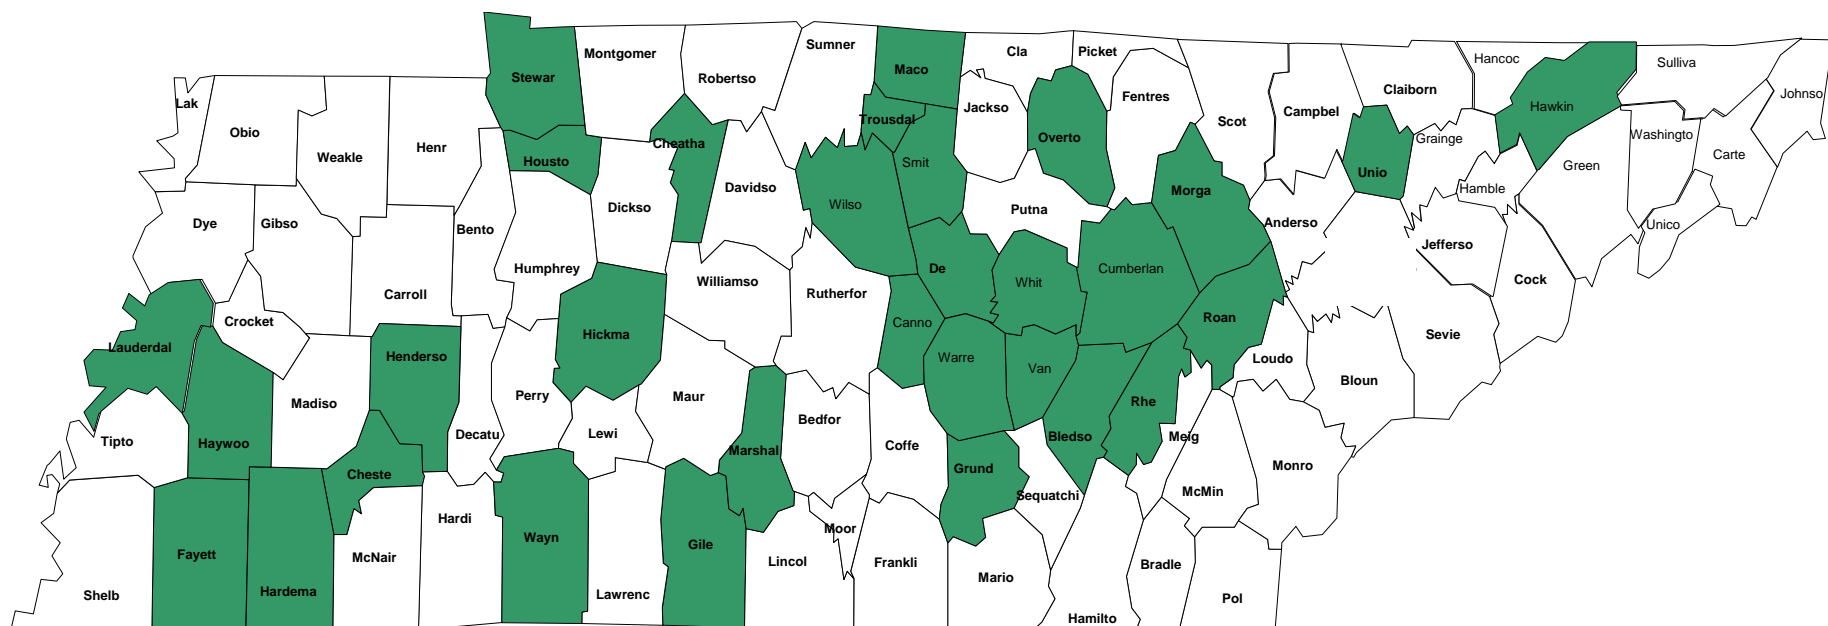 Montgomer
Sumner
Cla
Picket
Hancoc
Sulliva
Stewar
Robertso
Maco
Fentres
Claiborn
Johnso
Lak
Obio
Jackso
Scot
Campbel
Hawkin
Weakle
Henr
Housto
Cheatha
Trousdal
Overto
Grainge
Washingto
Smit
Unio
Green
Carte
Dye
Gibso
Bento
Dickso
Davidso
Wilso
Putna
Morga
Anderso
Hamble
Unico
Jefferso
Humphrey
Carroll
Williamso
Rutherfor
De
Whit
Cumberlan
Cock
Crocket
Hickma
Canno
Roan
Lauderdal
Henderso
Warre
Van
Loudo
Sevie
Madiso
Perry
Maur
Bloun
Rhe
Tipto
Haywoo
Decatu
Lewi
Bedfor
Coffe
Bledso
Meig
Marshal
Cheste
Grund
Sequatchi
McMin
Monro
Fayett
Hardi
McNair
Wayn
Gile
Moor
Lincol
Frankli
Mario
Bradle
Shelb
Hardema
Lawrenc
Hamilto
Pol